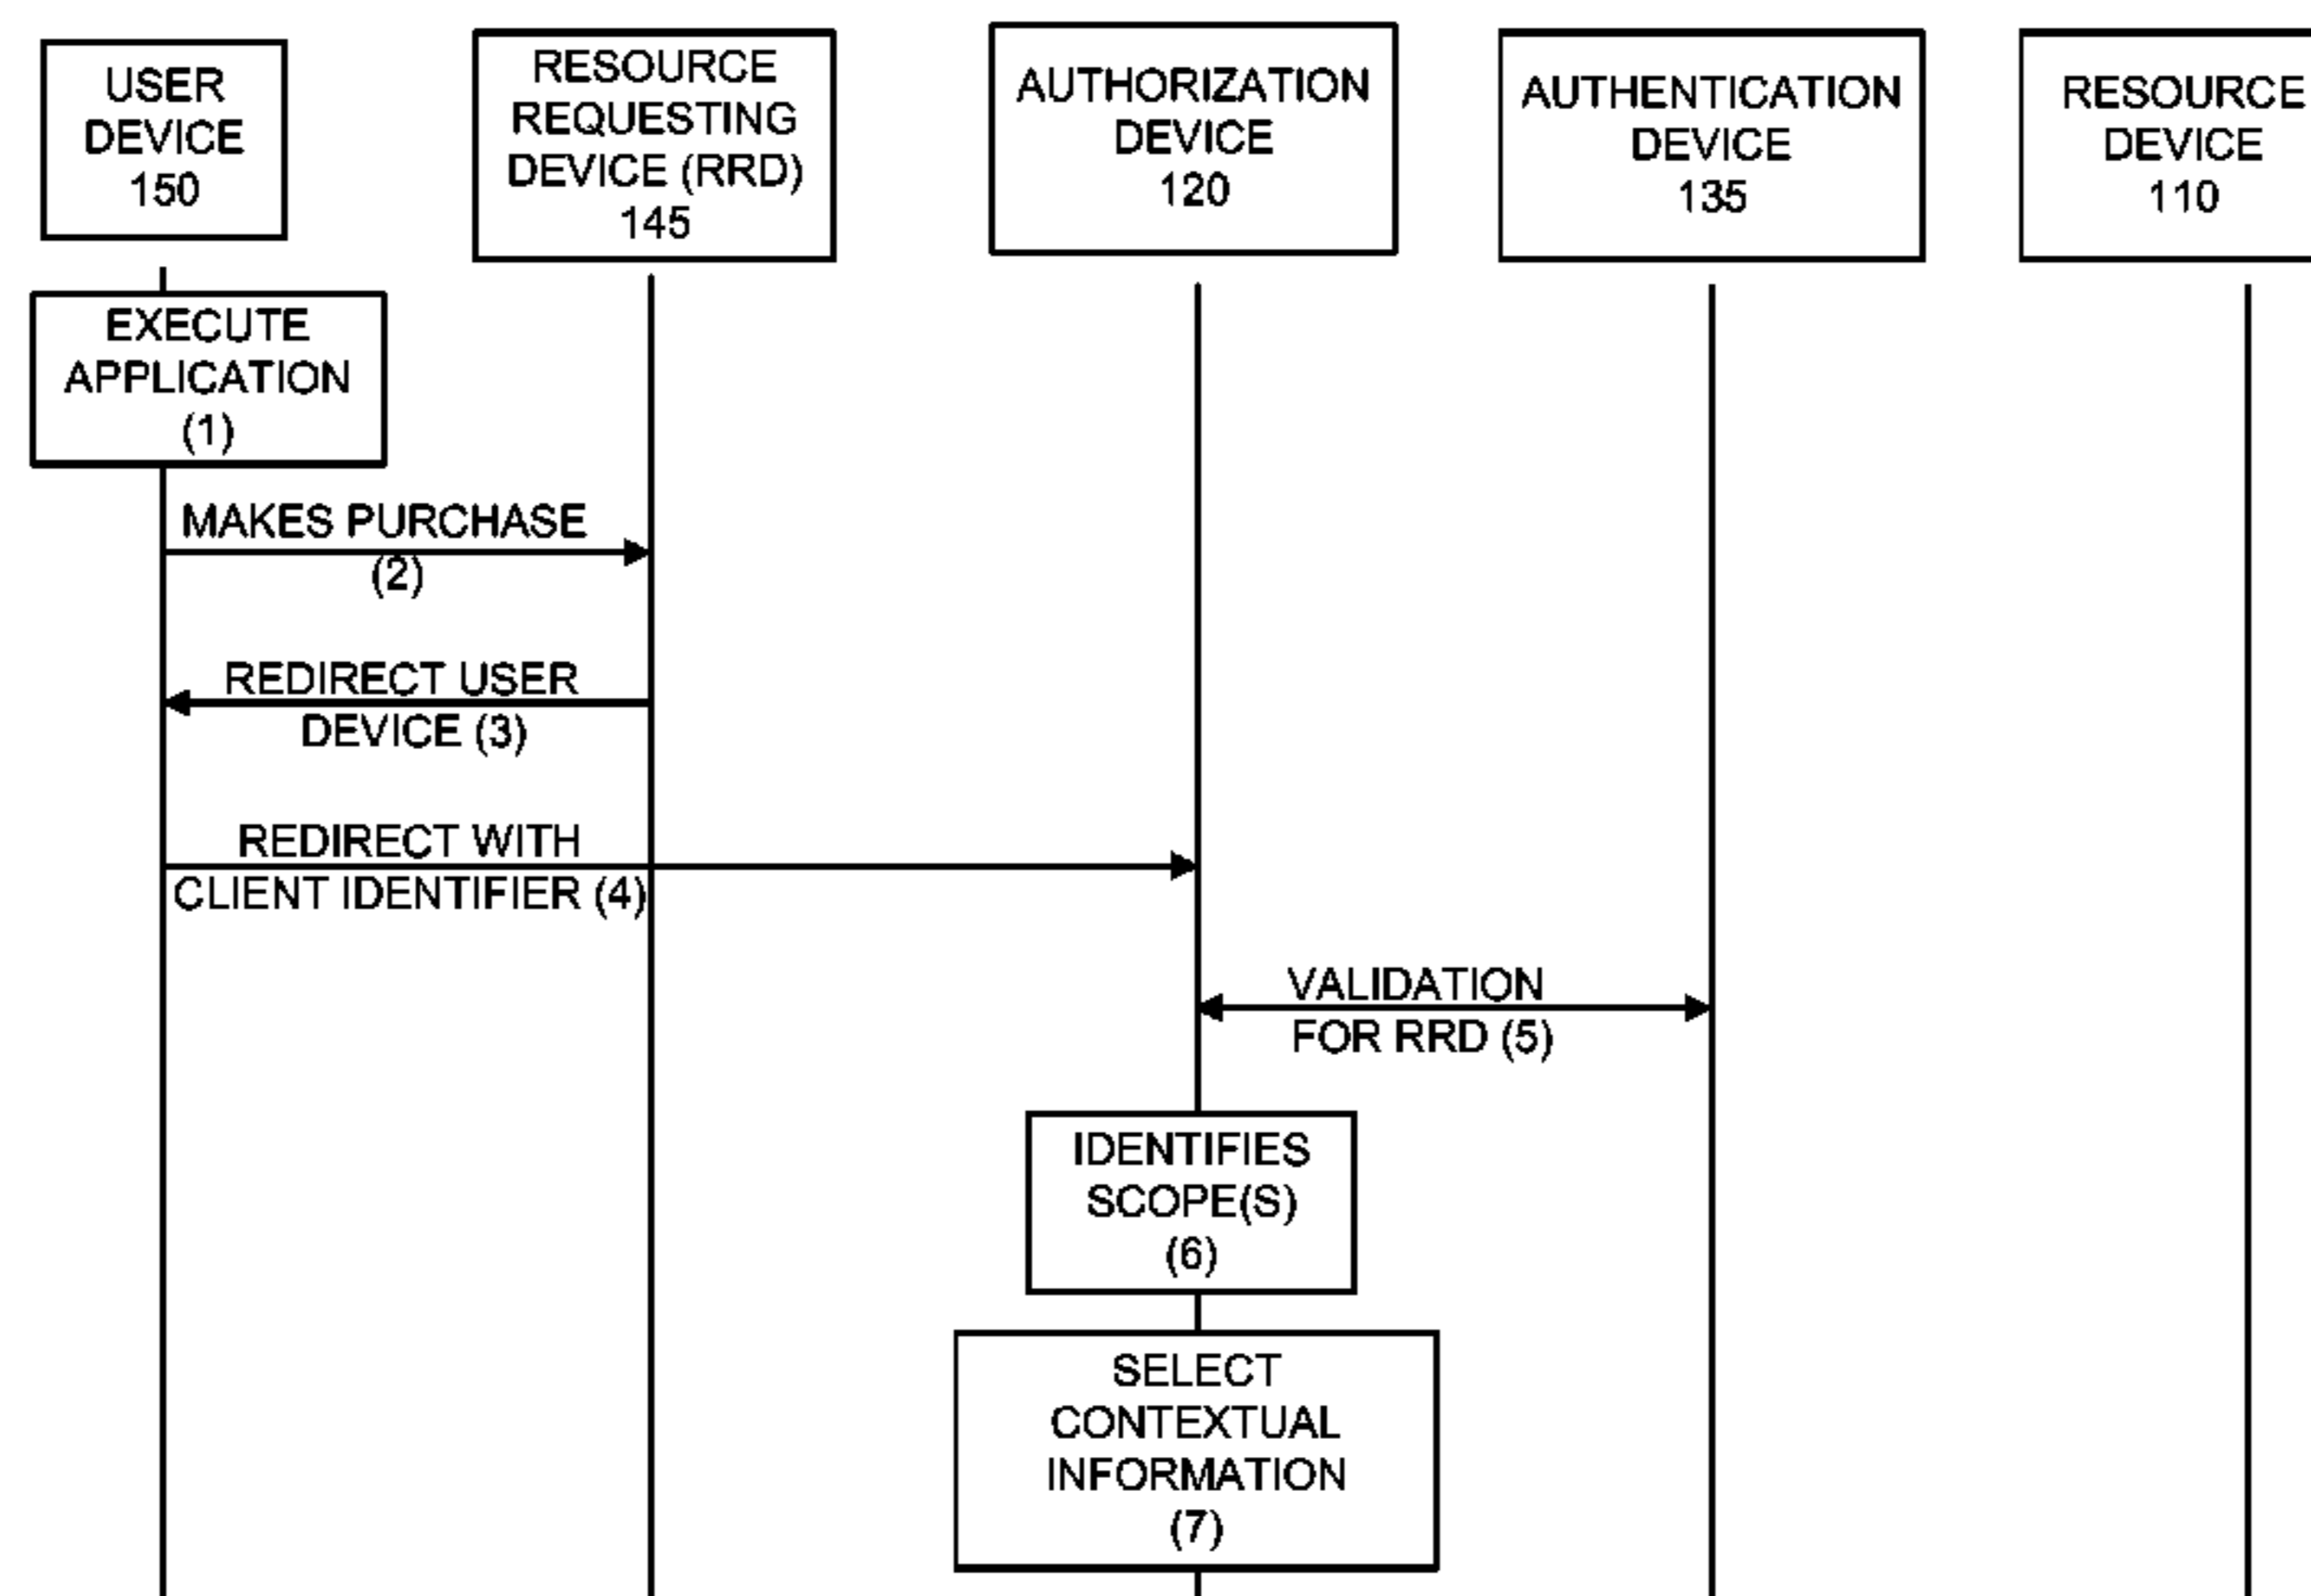 USER
DEVICE
150
RESOURCE
REQUESTING
DEVICE (RRD)
145
AUTHORIZATION
DEVICE
120
AUTHENTICATION
DEVICE
135
RESOURCE
DEVICE
110
EXECUTE
APPLICATION
(1)
MAKES PURCHASE
(2)
REDIRECT USER
DEVICE (3)
REDIRECT WITH
CLIENT IDENTIFIER (4)
VALIDATION
FOR RRD (5)
IDENTIFIES
SCOPE(S)
(6)
SELECT
CONTEXTUAL
INFORMATION
(7)